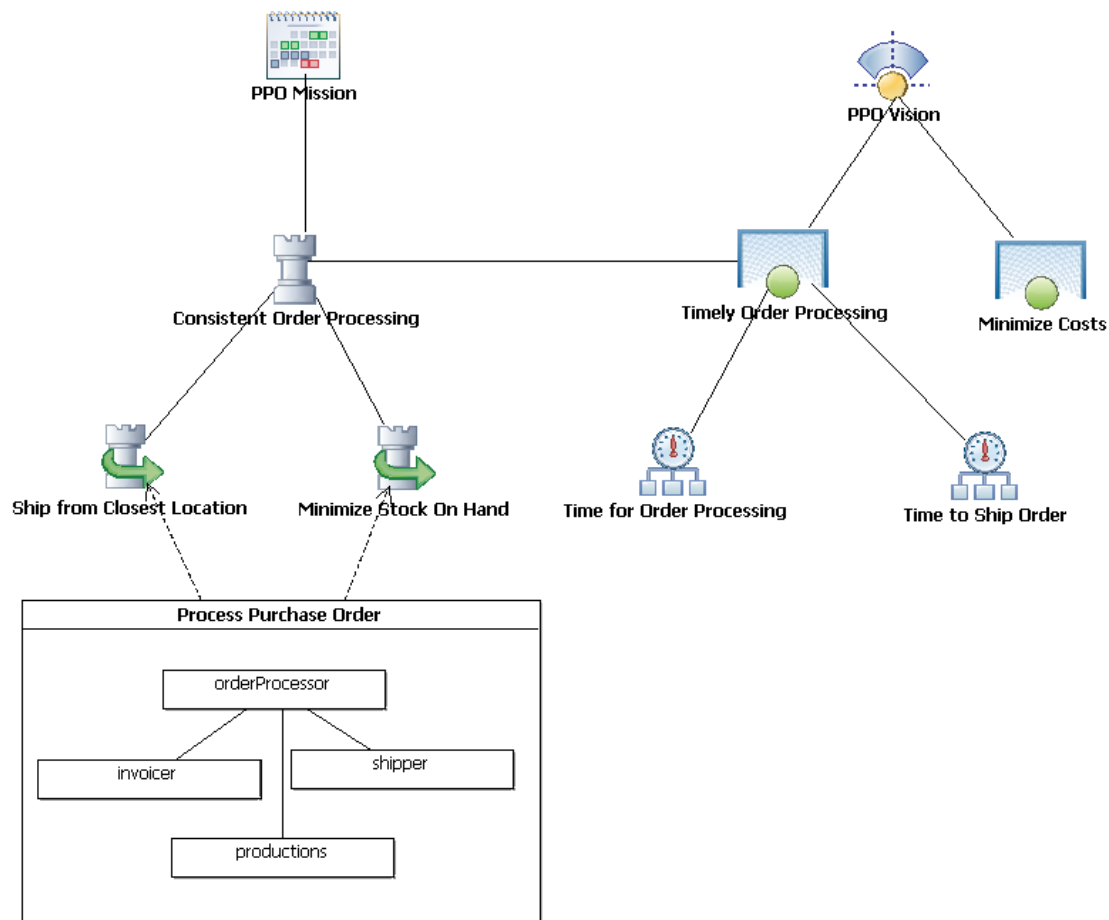 PPO Mission
PPO Vision
Consistent Order Processing
Timely Order Processing
Minimize Costs
Ship from Closest Location
Minimize Stock On Hand
Time for Order Processing
Time to Ship Order
Process Purchase Order
orderProcessor
invoicer
shipper
productions